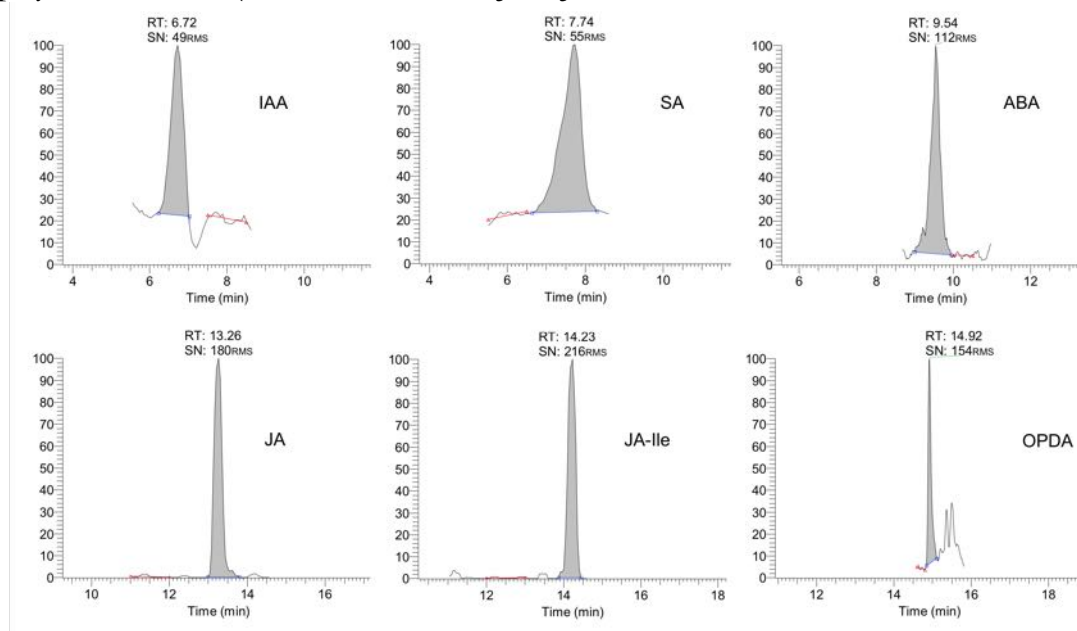 RT: 6.72
SN: 49RMS
100
90
80
70
60
50
40
30
20
10
0
IAA
4 6 8 10
Time (min)
RT: 7.74
SN: 55RMS
100
90
80
70
60
50
40
30
20
10
0
SA
4 6 8 10
Time (min)
RT: 9.54
SN: 112RMS
100
90
80
70
60
50
40
30
20
10
0
ABA
6 8 10 12
Time (min)
RT: 13.26
SN: 180RMS
100
90
80
70
60
50
40
30
20
10
0
JA
10 12 14 16
Time (min)
RT: 14.23
SN: 216RMS
100
90
80
70
60
50
40
30
20
10
0
JA-Ile
12 14 16 18
Time (min)
RT: 14.92
SN: 154RMS
100
90
80
70
60
50
40
30
20
10
0
OPDA
12 14 16 18
Time (min)